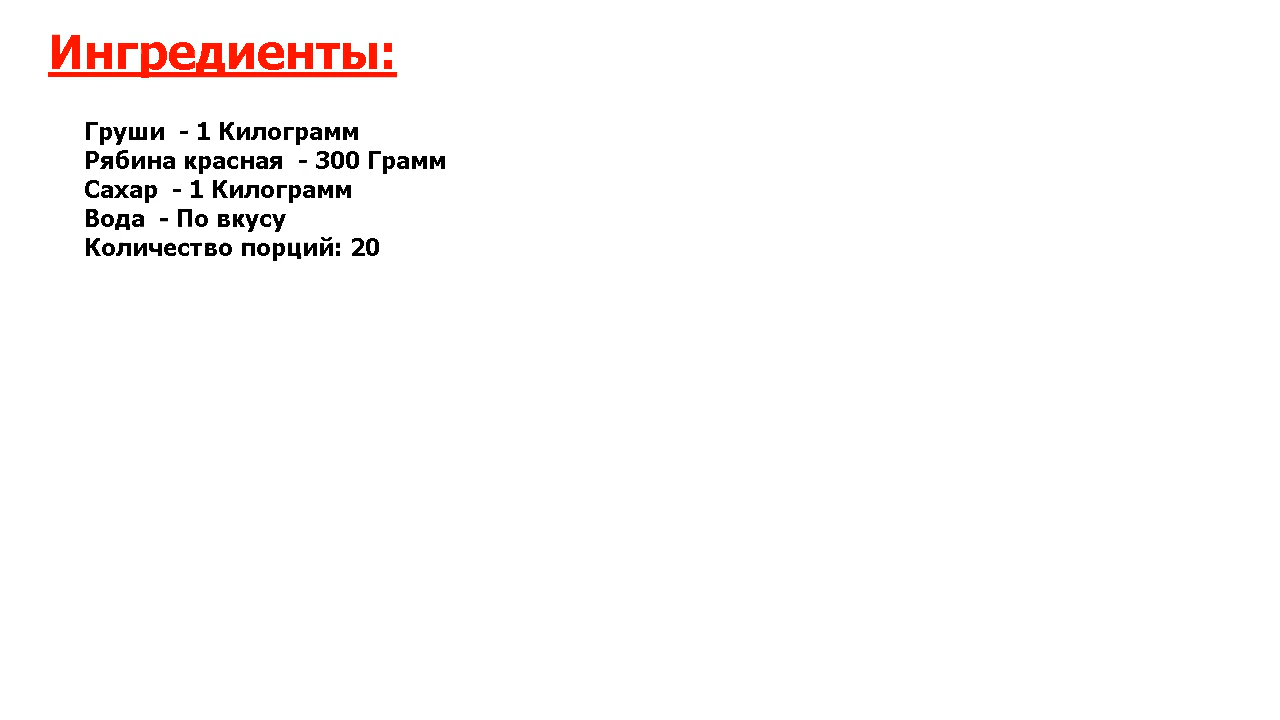 Ингредиенты:
Груши  - 1 Килограмм
Рябина красная  - 300 Грамм
Сахар  - 1 Килограмм
Вода  - По вкусу
Количество порций: 20